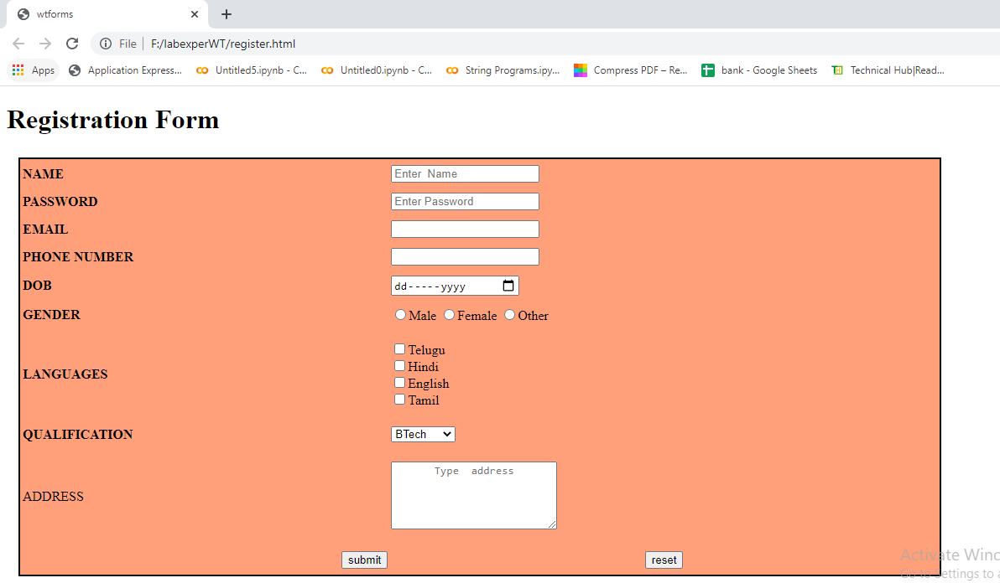 wtforms
File F:/labexperWT/register.html
Apps Application Express... Untitled5.ipynb - C... Untitled0.ipynb - C... String Programs.ipy... Compress PDF – Re... bank - Google Sheets Technical Hub|Read...
Registration Form
NAME Enter Name
PASSWORD Enter Password
EMAIL
PHONE NUMBER
DOB dd-----yyyy
GENDER Male Female Other
LANGUAGES
Telugu
Hindi
English
Tamil
QUALIFICATION BTech
ADDRESS Type address
submit reset
Activate Winc
Go to Settings to a